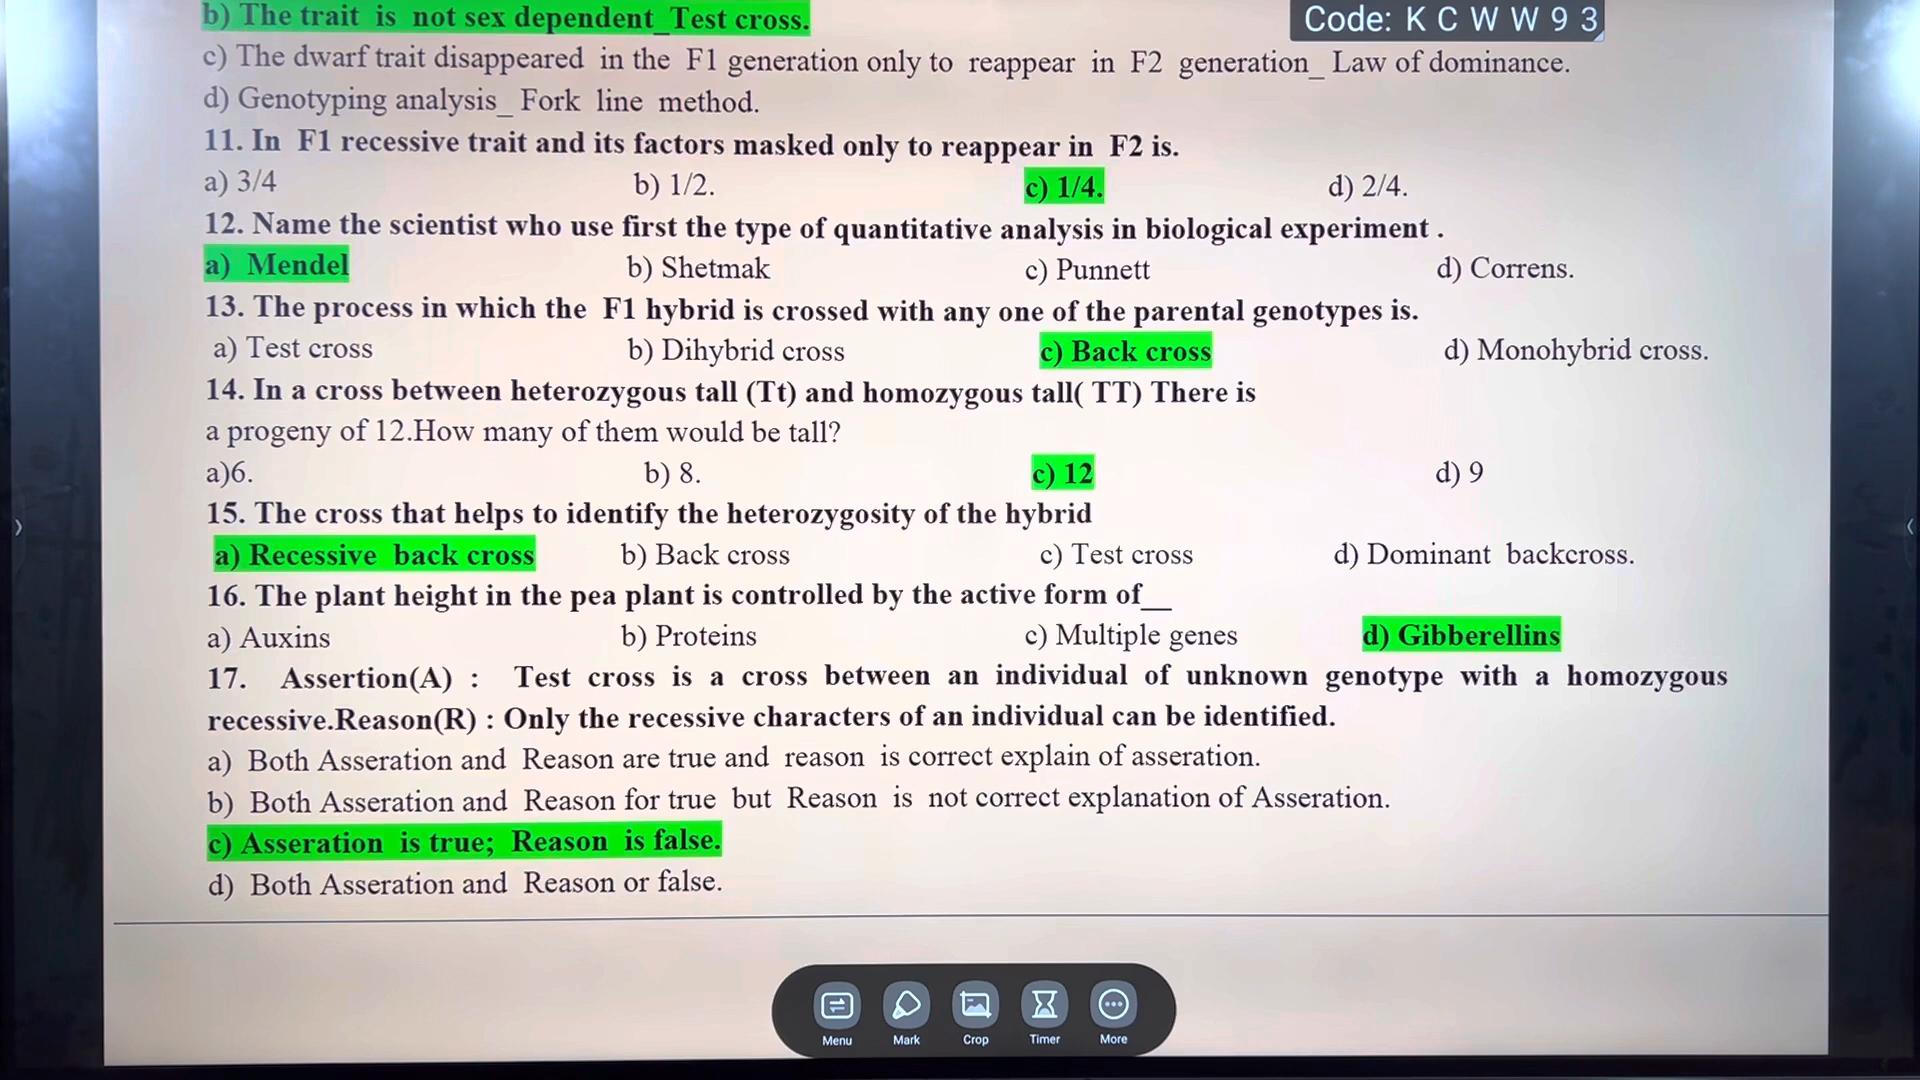 b) The trait is not sex dependent_Test cross.
Code: K C W W 9 3
c) The dwarf trait disappeared in the F1 generation only to reappear in F2 generation_ Law of dominance.
d) Genotyping analysis_ Fork line method.
11. In F1 recessive trait and its factors masked only to reappear in F2 is.
a) 3/4 b) 1/2. c) 1/4. d) 2/4.
12. Name the scientist who use first the type of quantitative analysis in biological experiment .
a) Mendel b) Shetmak c) Punnett d) Correns.
13. The process in which the F1 hybrid is crossed with any one of the parental genotypes is.
a) Test cross b) Dihybrid cross c) Back cross d) Monohybrid cross.
14. In a cross between heterozygous tall (Tt) and homozygous tall( TT) There is
a progeny of 12.How many of them would be tall?
a)6. b) 8. c) 12 d) 9
15. The cross that helps to identify the heterozygosity of the hybrid
a) Recessive back cross b) Back cross c) Test cross d) Dominant backcross.
16. The plant height in the pea plant is controlled by the active form of__
a) Auxins b) Proteins c) Multiple genes d) Gibberellins
17. Assertion(A) : Test cross is a cross between an individual of unknown genotype with a homozygous
recessive.Reason(R) : Only the recessive characters of an individual can be identified.
a) Both Asseration and Reason are true and reason is correct explain of asseration.
b) Both Asseration and Reason for true but Reason is not correct explanation of Asseration.
c) Asseration is true; Reason is false.
d) Both Asseration and Reason or false.
Menu Mark Crop Timer More